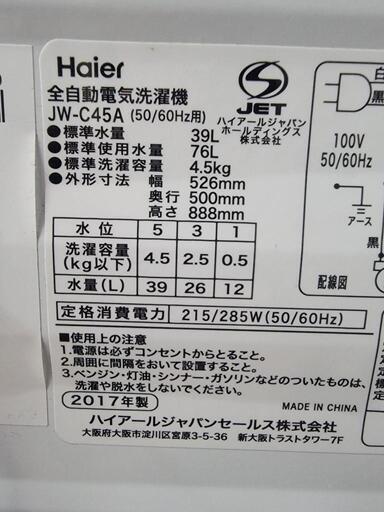 Haier
全自動電気洗濯機
JW-C45A (50/60Hz用)
JET
ハイアールジャパン
ホールディングス
株式会社
●標準水量 39L
●標準使用水量 76L
●標準洗濯容量 4.5kg
●外形寸法 幅 526mm
奥行 500mm
高さ 888mm
水位 5 3 1
洗濯容量(kg以下) 4.5 2.5 0.5
水量(L) 39 26 12
定格消費電力 215/285W(50/60Hz)
■使用上の注意
1.電源は必ずコンセントからとること。
2.周囲に間隔をおいて設置すること。
3.ベンジン・灯油・シンナー・ガソリンなどのついたものは、
洗濯や脱水をしないでください。
2017年製
MADE IN CHINA
ハイアールジャパンセールス株式会社
大阪府大阪市淀川区宮原3-5-36 新大阪トラストタワー7F
白
100V
50/60Hz
黒
アース
黒
配線図